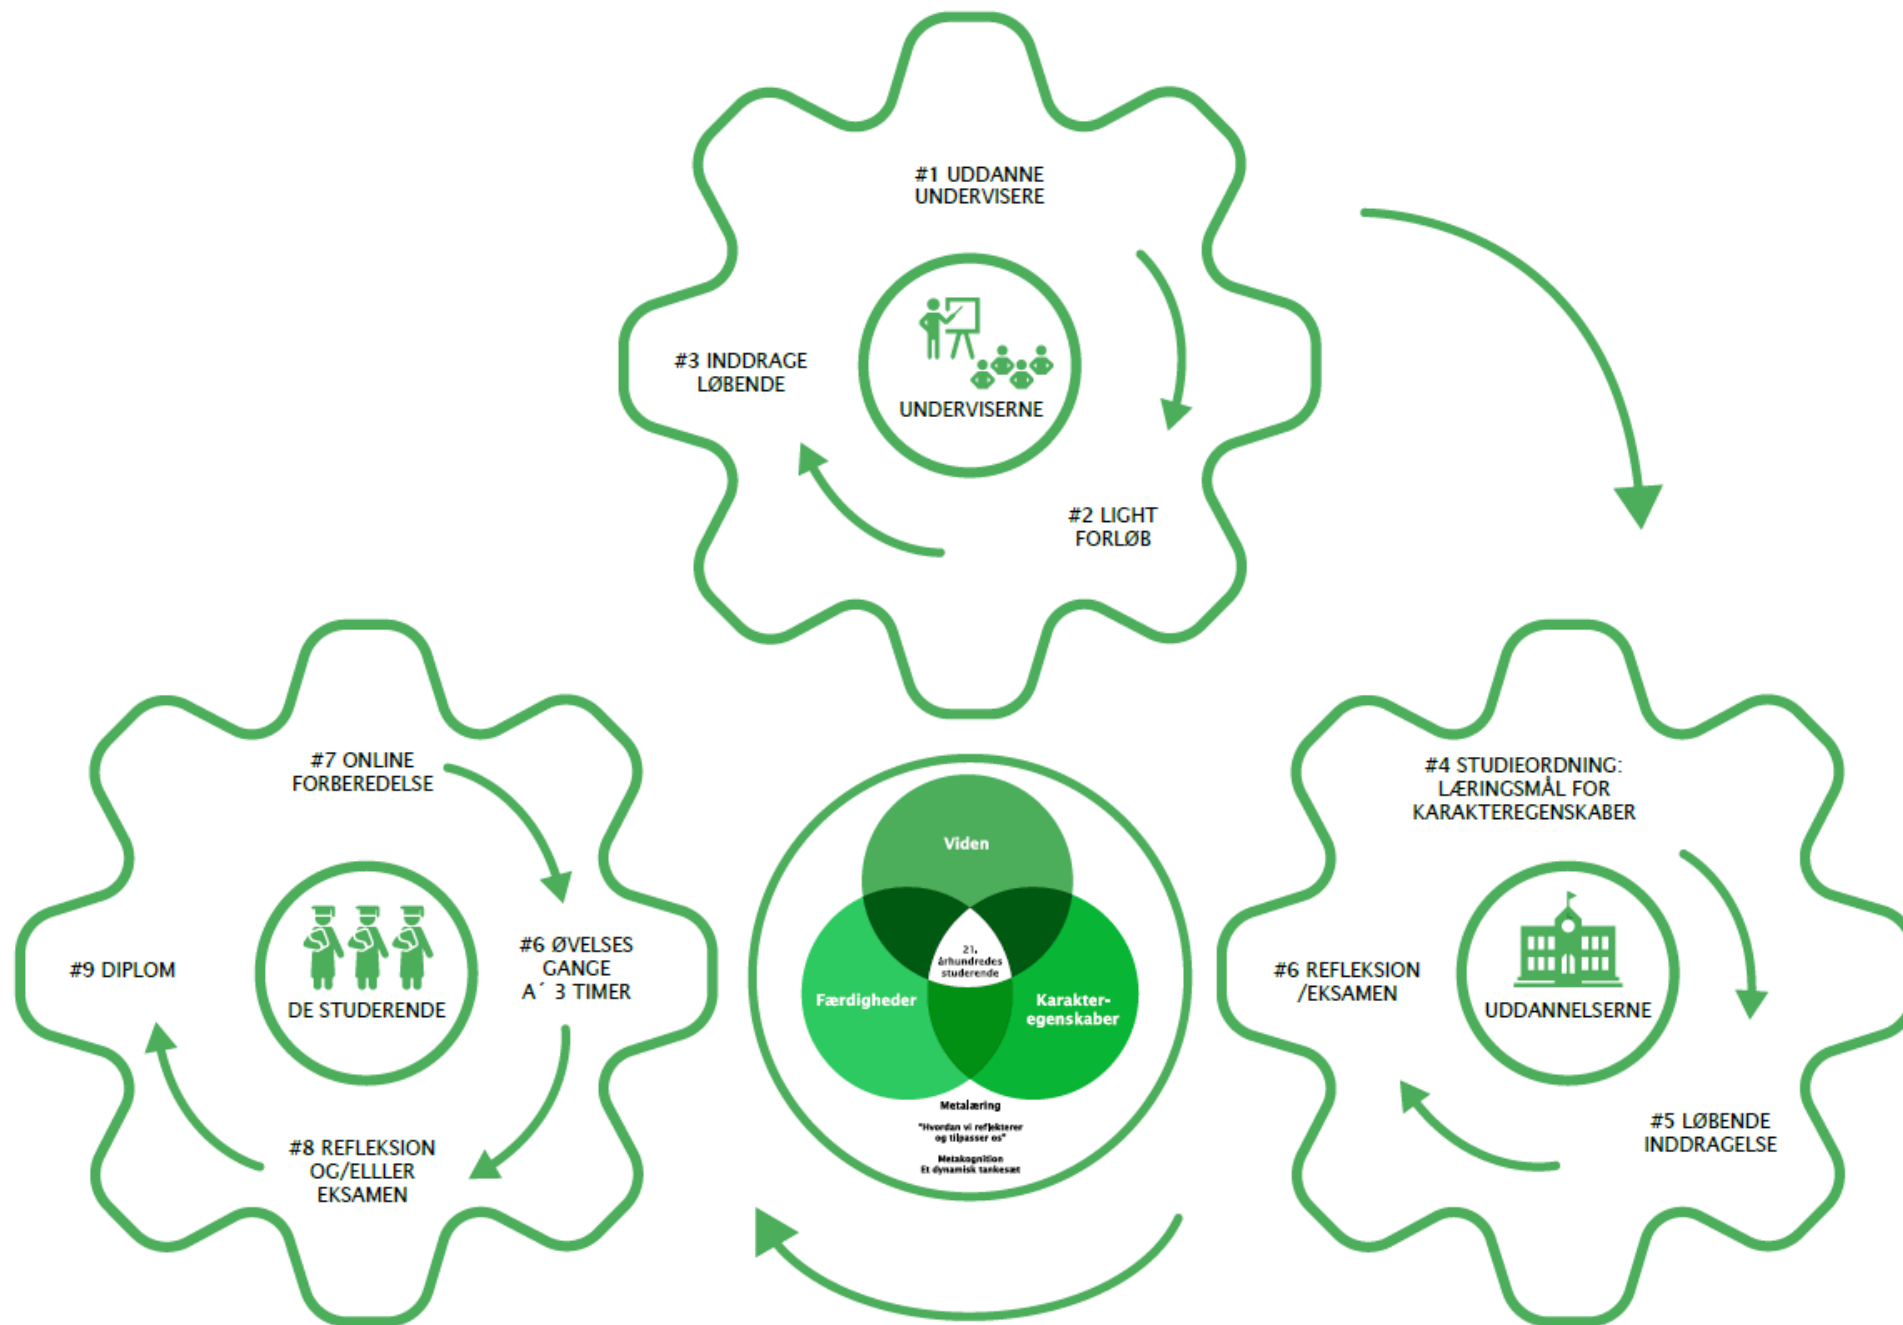 #1 UDDANNE
UNDERVISERE
#3 INDDRAGE
LØBENDE
UNDERVISERNE
#2 LIGHT
FORLØB
#7 ONLINE
FORBEREDELSE
#6 ØVELSES
GANGE
A´ 3 TIMER
DE STUDERENDE
#9 DIPLOM
#8 REFLEKSION
OG/ELLLER
EKSAMEN
Viden
21.
århundredes
studerende
Færdigheder
Karakter-
egenskaber
Metalæring
"Hvordan vi reflekterer
og tilpasser os"
Metakognition
Et dynamisk tankesæt
#4 STUDIEORDNING:
LÆRINGSMÅL FOR
KARAKTEREGENSKABER
#6 REFLEKSION
/EKSAMEN
UDDANNELSERNE
#5 LØBENDE
INDDRAGELSE